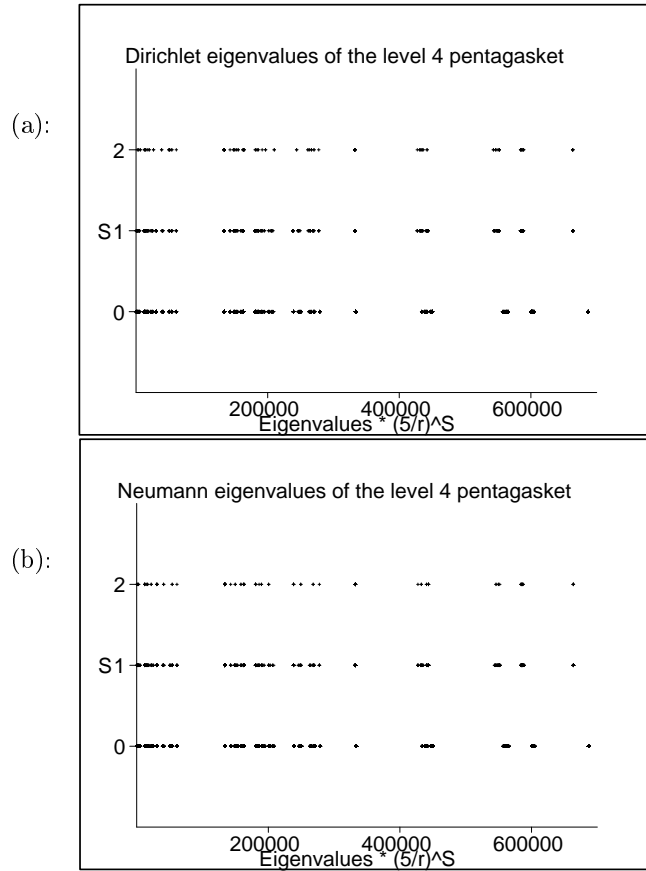 (a):
Dirichlet eigenvalues of the level 4 pentagasket
2
S1
0
200000 400000 600000
Eigenvalues * (5/r)^S
(b):
Neumann eigenvalues of the level 4 pentagasket
2
S1
0
200000 400000 600000
Eigenvalues * (5/r)^S